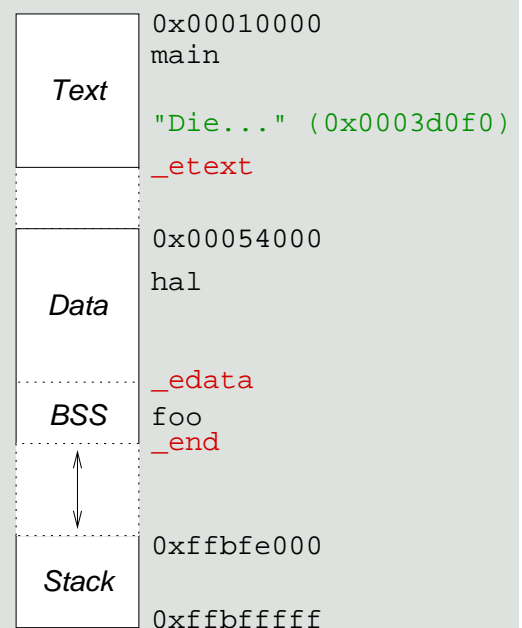 0x00010000
main
Text
"Die..." (0x0003d0f0)
_etext
0x00054000
hal
Data
_edata
BSS
foo
_end
0xffbfe000
Stack
0xffbfffff